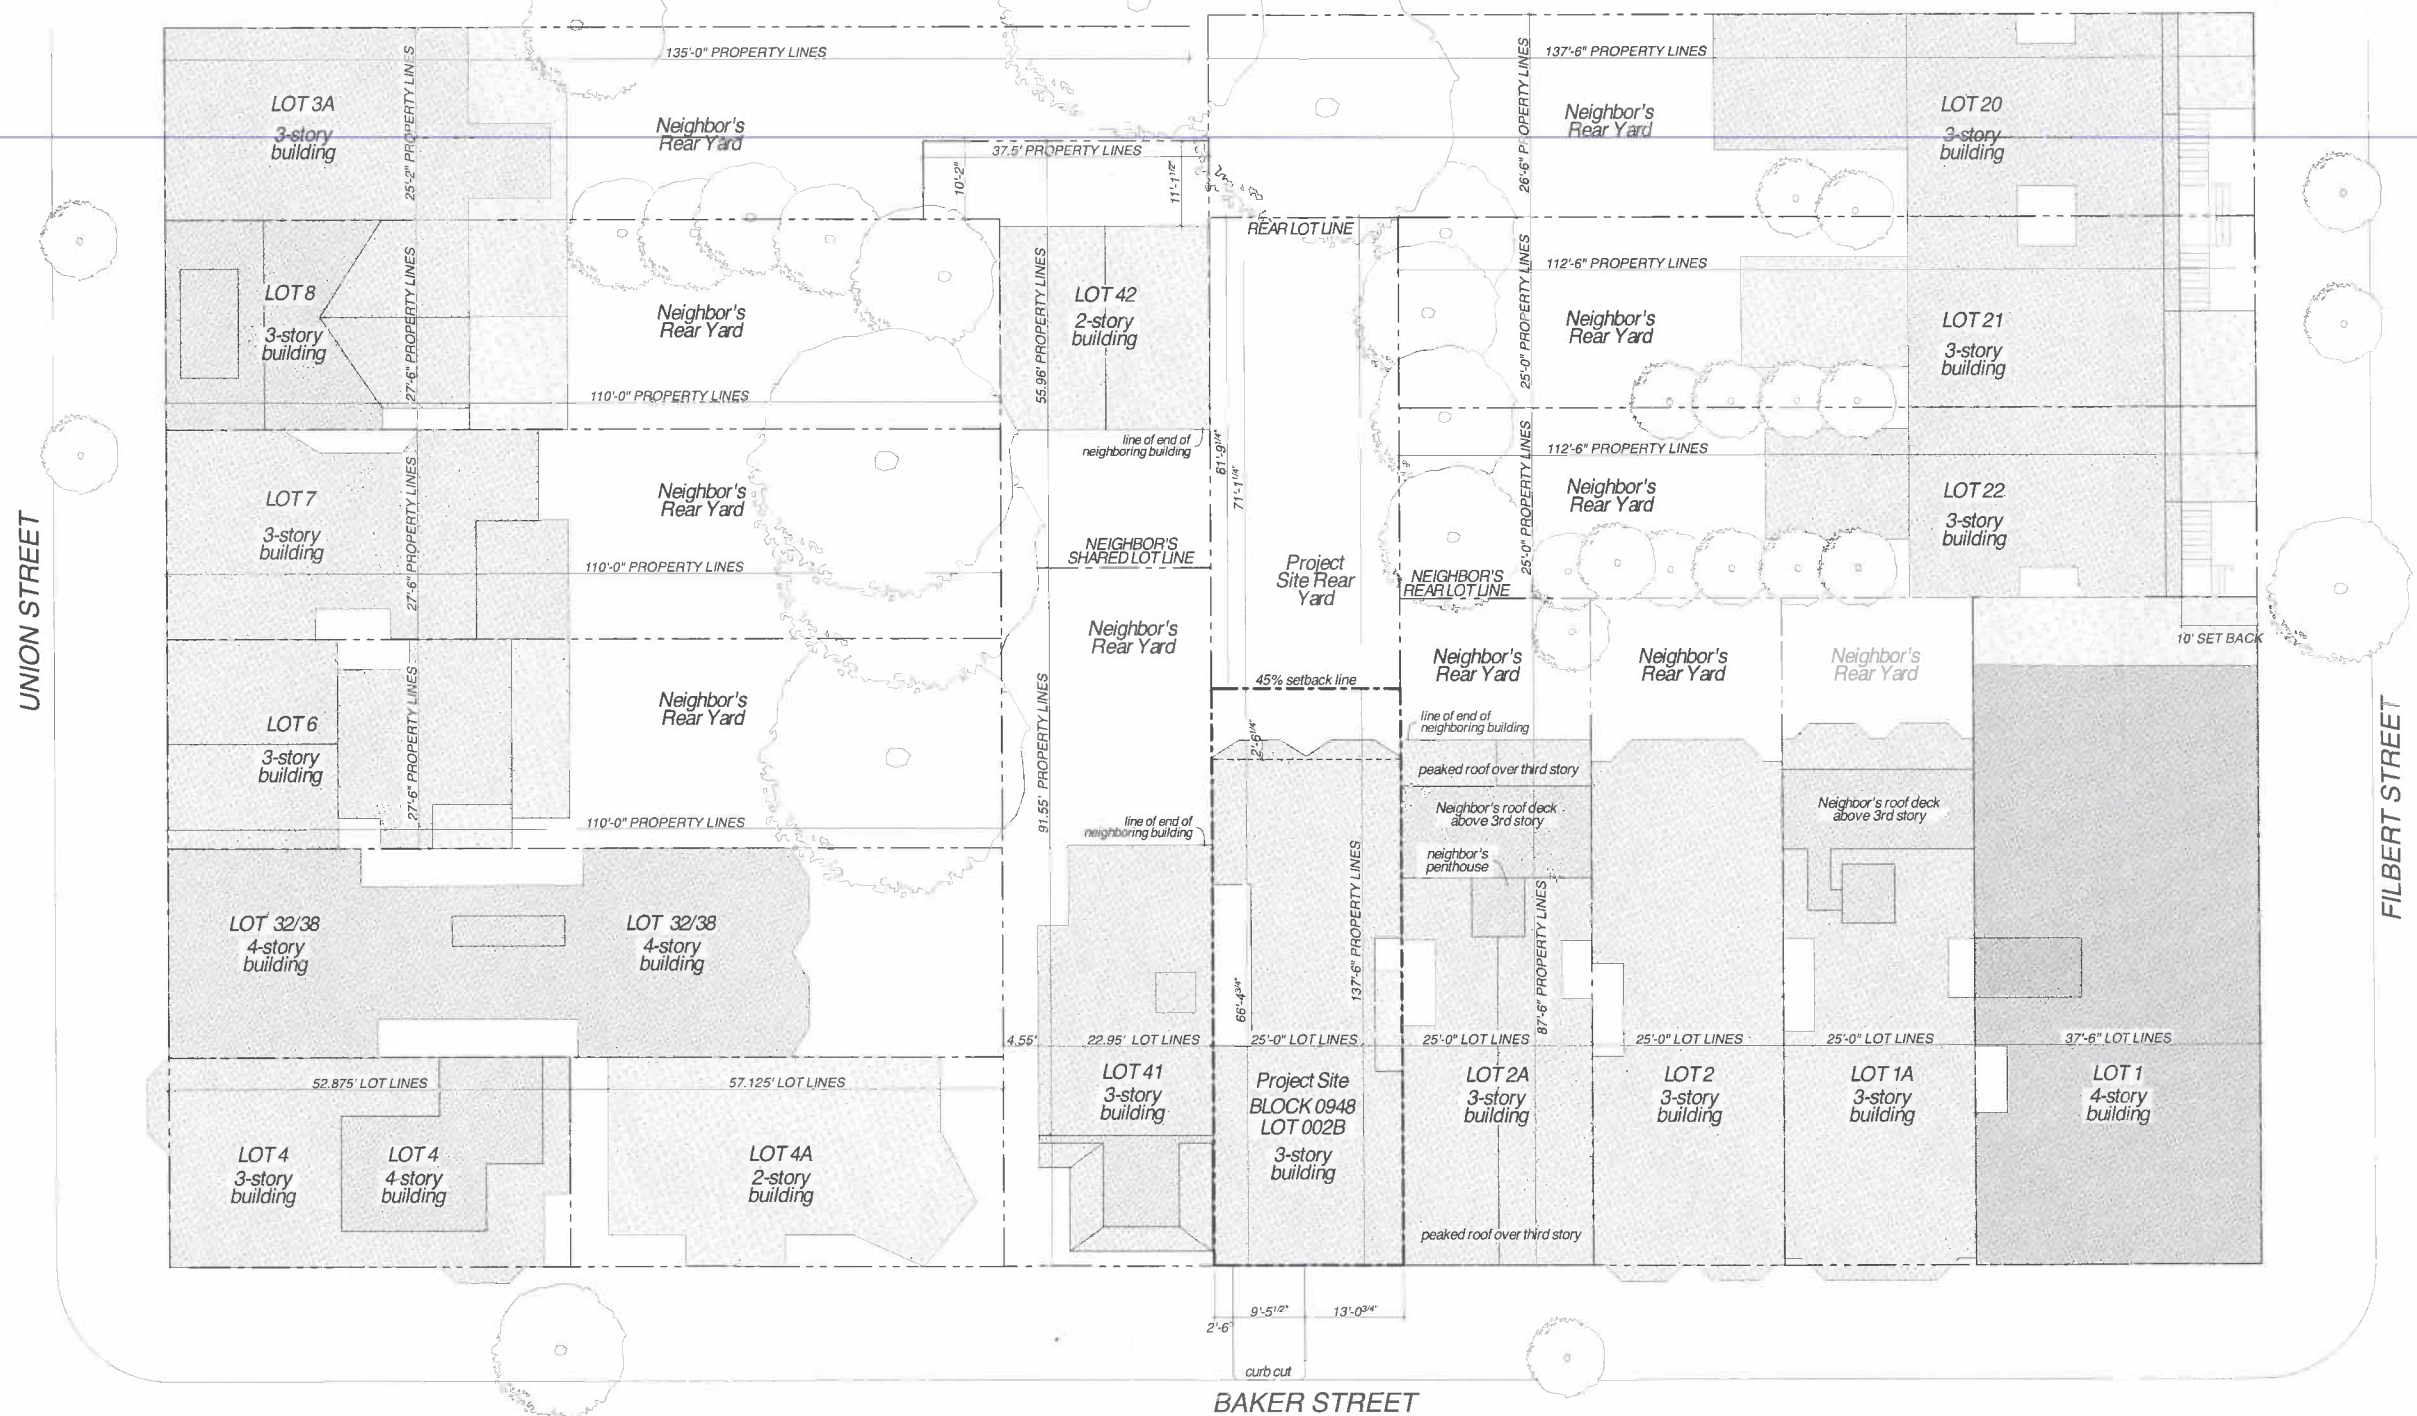 135'-0" PROPERTY LINES
137'-6" PROPERTY LINES
25'-2" PROPERTY LINES
26'-6" PROPERTY LINES
LOT 3A
3-story
building
Neighbor's
Rear Yard
37.5' PROPERTY LINES
10'-2"
11'-1 1/2"
Neighbor's
Rear Yard
LOT 20
3-story
building
REAR LOT LINE
LOT 8
3-story
building
27'-6" PROPERTY LINES
Neighbor's
Rear Yard
110'-0" PROPERTY LINES
55.96' PROPERTY LINES
LOT 42
2-story
building
25'-0" PROPERTY LINES
112'-6" PROPERTY LINES
Neighbor's
Rear Yard
LOT 21
3-story
building
line of end of
neighboring building
81'-9 1/4"
71'-1 1/4"
LOT 7
3-story
building
27'-6" PROPERTY LINES
Neighbor's
Rear Yard
110'-0" PROPERTY LINES
NEIGHBOR'S
SHARED LOT LINE
Project
Site Rear
Yard
112'-6" PROPERTY LINES
25'-0" PROPERTY LINES
Neighbor's
Rear Yard
LOT 22
3-story
building
NEIGHBOR'S
REAR LOT LINE
10' SET BACK
UNION STREET
FILBERT STREET
LOT 6
3-story
building
27'-6" PROPERTY LINES
Neighbor's
Rear Yard
110'-0" PROPERTY LINES
Neighbor's
Rear Yard
91.55' PROPERTY LINES
line of end of
neighboring building
45% setback line
2'-6 1/4"
Neighbor's
Rear Yard
Neighbor's
Rear Yard
Neighbor's
Rear Yard
line of end of
neighboring building
peaked roof over third story
Neighbor's roof deck
above 3rd story
neighbor's
penthouse
Neighbor's roof deck
above 3rd story
LOT 32/38
4-story
building
LOT 32/38
4-story
building
66'-4 3/4"
137'-6" PROPERTY LINES
87'-6" PROPERTY LINES
4.55'
22.95' LOT LINES
25'-0" LOT LINES
25'-0" LOT LINES
25'-0" LOT LINES
25'-0" LOT LINES
37'-6" LOT LINES
52.875' LOT LINES
57.125' LOT LINES
LOT 4
3-story
building
LOT 4
4-story
building
LOT 4A
2-story
building
LOT 41
3-story
building
Project Site
BLOCK 0948
LOT 002B
3-story
building
LOT 2A
3-story
building
LOT 2
3-story
building
LOT 1A
3-story
building
LOT 1
4-story
building
peaked roof over third story
2'-6"
9'-5 1/2"
13'-0 3/4"
curb cut
BAKER STREET